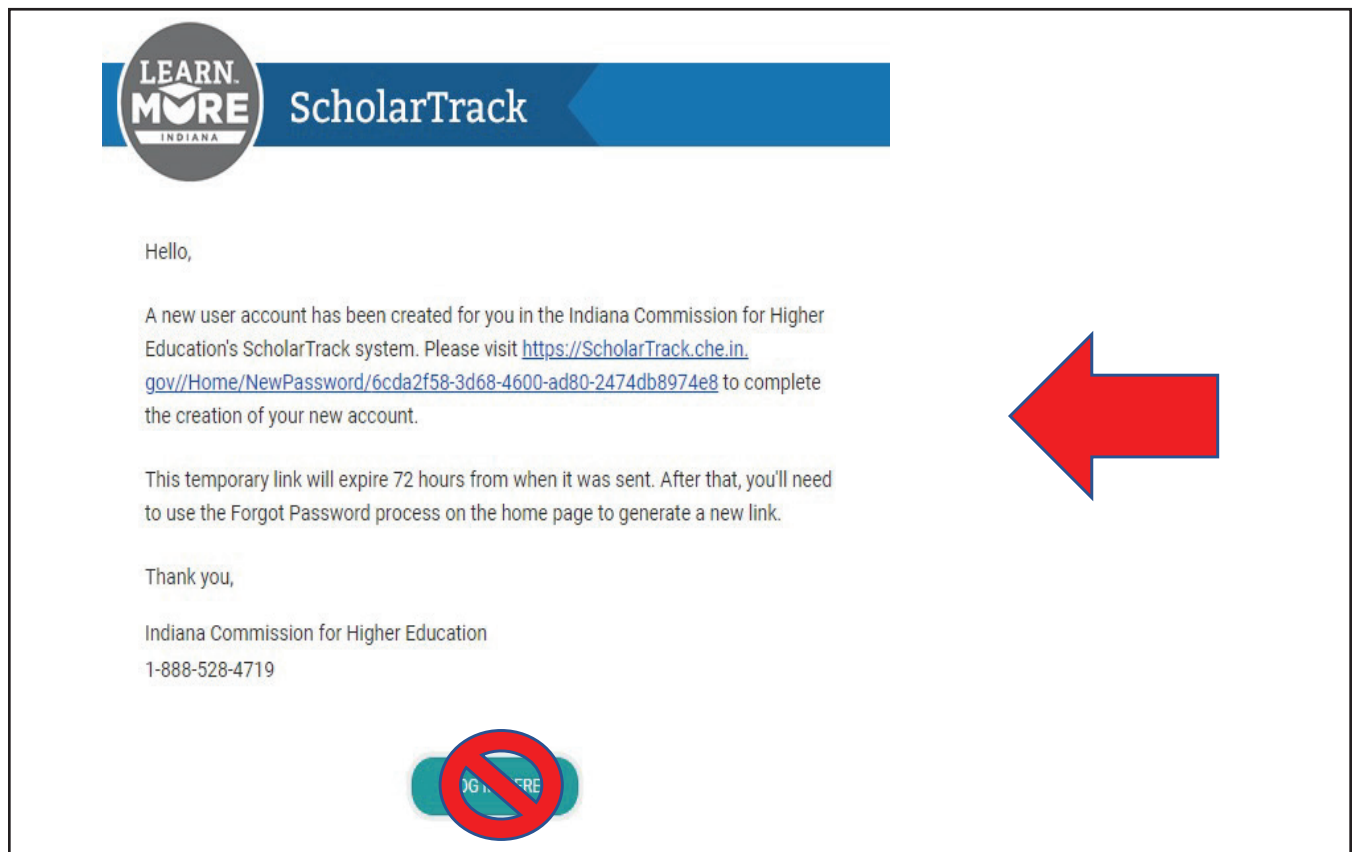 LEARN.
MORE
INDIANA
ScholarTrack
Hello,
A new user account has been created for you in the Indiana Commission for Higher
Education's ScholarTrack system. Please visit https://ScholarTrack.che.in.
gov//Home/NewPassword/6cda2f58-3d68-4600-ad80-2474db8974e8 to complete
the creation of your new account.
This temporary link will expire 72 hours from when it was sent. After that, you'll need
to use the Forgot Password process on the home page to generate a new link.
Thank you,
Indiana Commission for Higher Education
1-888-528-4719